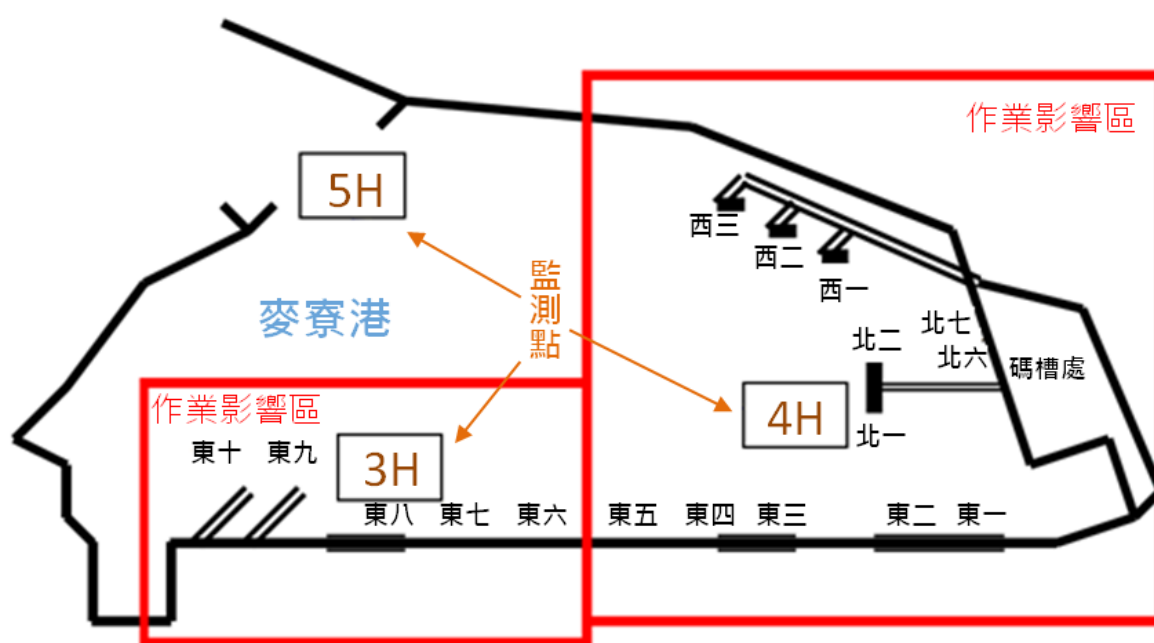 作業影響區
5H
西三
西二
西一
監測點
麥寮港
北七
北二
北六
碼槽處
作業影響區
4H
北一
東十
東九
3H
東八
東七
東六
東五
東四
東三
東二
東一